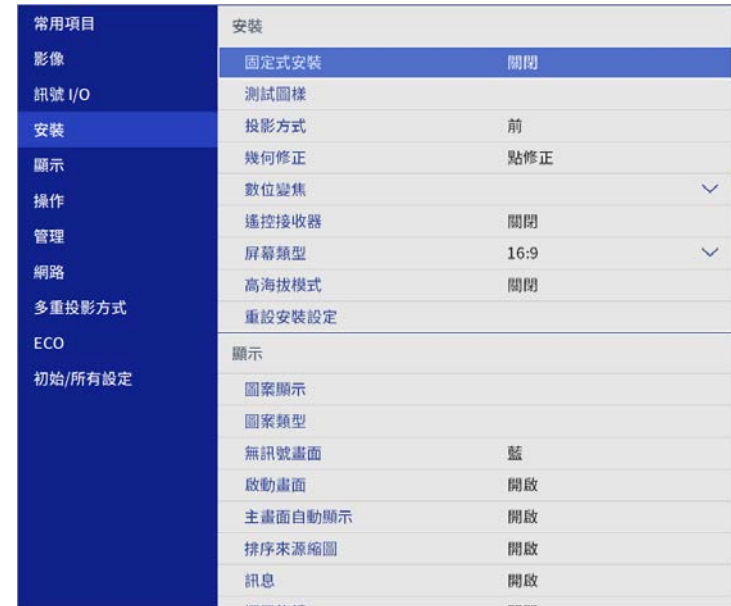 常用項目
影像
訊號 I/O
安裝
顯示
操作
管理
網路
多重投影方式
ECO
初始/所有設定
安裝
固定式安裝 關閉
測試圖樣
投影方式 前
幾何修正 點修正
數位變焦
遙控接收器 關閉
屏幕類型 16:9
高海拔模式 關閉
重設安裝設定
顯示
圖案顯示
圖案類型
無訊號畫面 藍
啟動畫面 開啟
主畫面自動顯示 開啟
排序來源縮圖 開啟
訊息 開啟